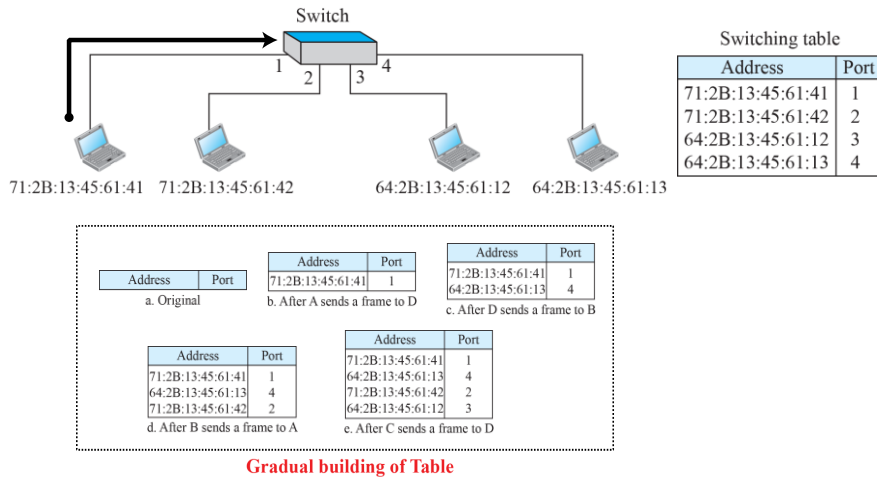 Switch
1
2
3
4
71:2B:13:45:61:41
71:2B:13:45:61:42
64:2B:13:45:61:12
64:2B:13:45:61:13
Switching table
Address Port
71:2B:13:45:61:41 1
71:2B:13:45:61:42 2
64:2B:13:45:61:12 3
64:2B:13:45:61:13 4
Address Port
a. Original
Address Port
71:2B:13:45:61:41 1
b. After A sends a frame to D
Address Port
71:2B:13:45:61:41 1
64:2B:13:45:61:13 4
c. After D sends a frame to B
Address Port
71:2B:13:45:61:41 1
64:2B:13:45:61:13 4
71:2B:13:45:61:42 2
d. After B sends a frame to A
Address Port
71:2B:13:45:61:41 1
64:2B:13:45:61:13 4
71:2B:13:45:61:42 2
64:2B:13:45:61:12 3
e. After C sends a frame to D
Gradual building of Table